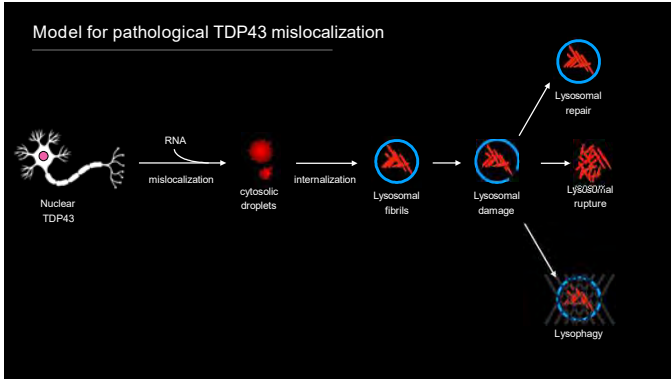 Model for pathological TDP43 mislocalization
Nuclear
TDP43
RNA
mislocalization
cytosolic
droplets
internalization
Lysosomal
fibrils
Lysosomal
damage
Lysosomal
repair
Lysosomal
rupture
Lysophagy